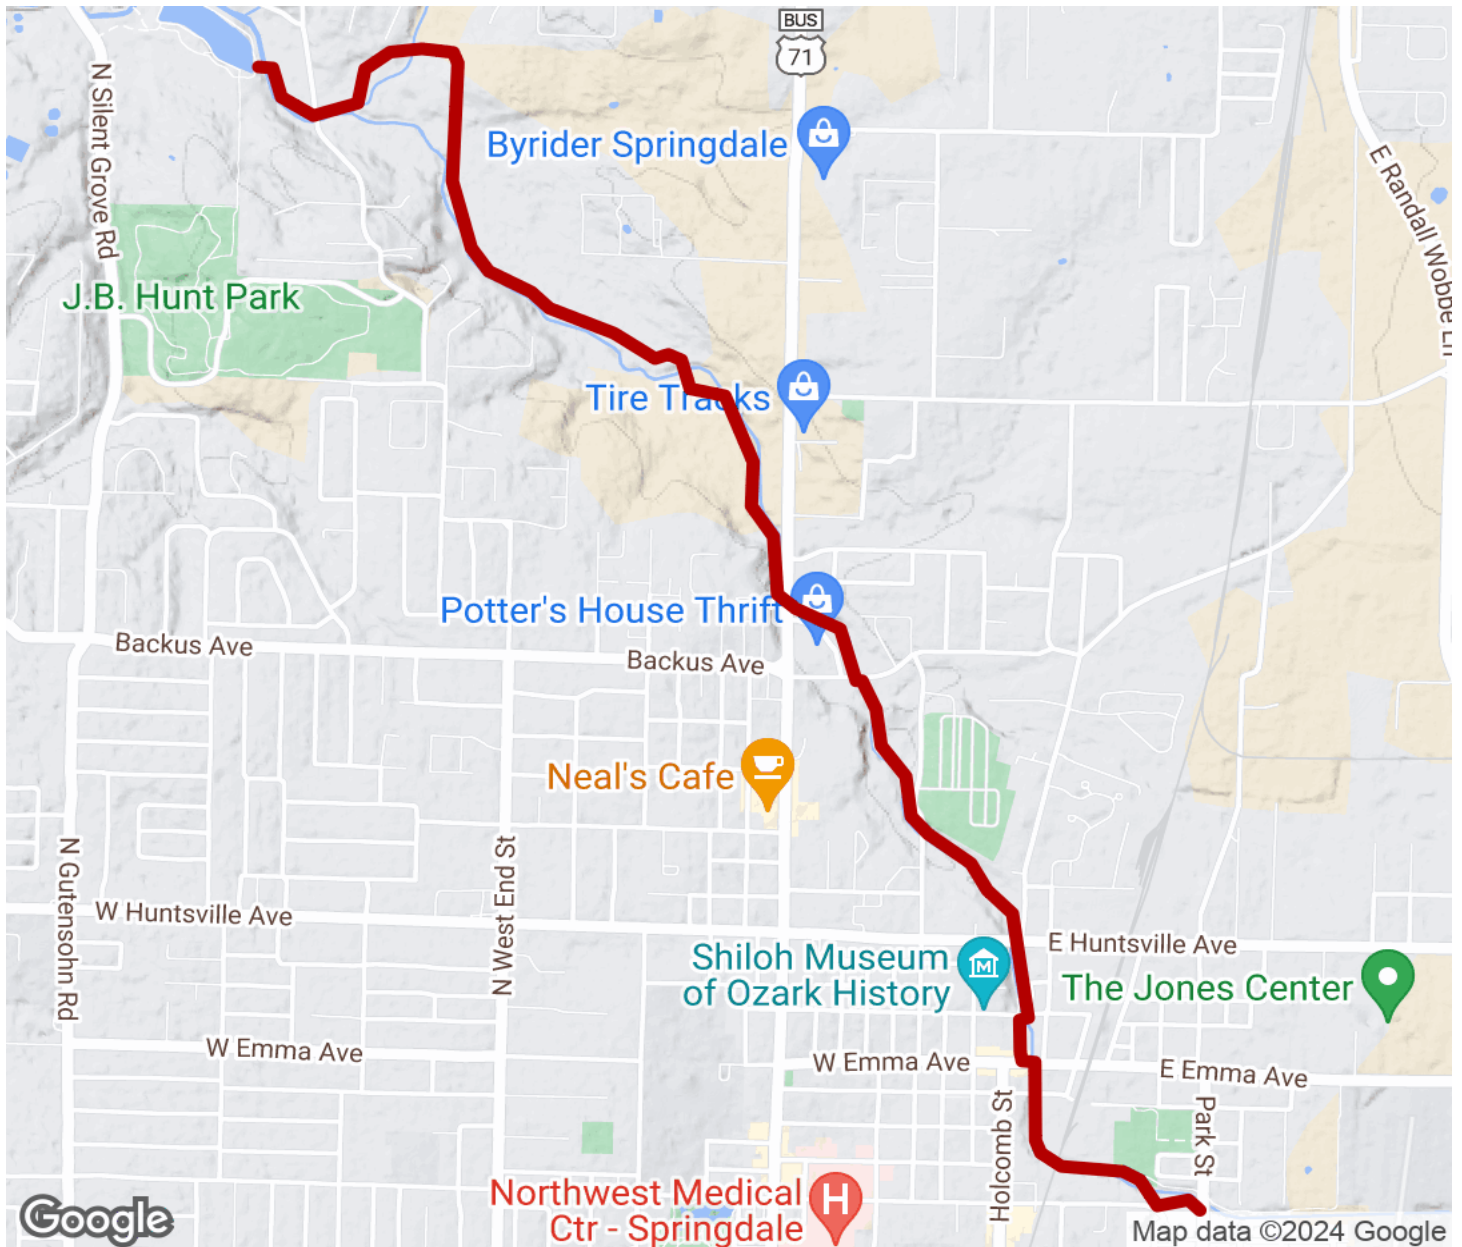 BUS
71
N Silent Grove Rd
Byrider Springdale
E Randall Wobbe Ln
J.B. Hunt Park
Tire Tracks
Potter's House Thrift
Backus Ave
Backus Ave
Neal's Cafe
N Gutensohn Rd
N West End St
W Huntsville Ave
E Huntsville Ave
Shiloh Museum
of Ozark History
The Jones Center
W Emma Ave
W Emma Ave
E Emma Ave
Holcomb St
Park St
Northwest Medical
Ctr - Springdale
H
M
Google
Map data ©2024 Google